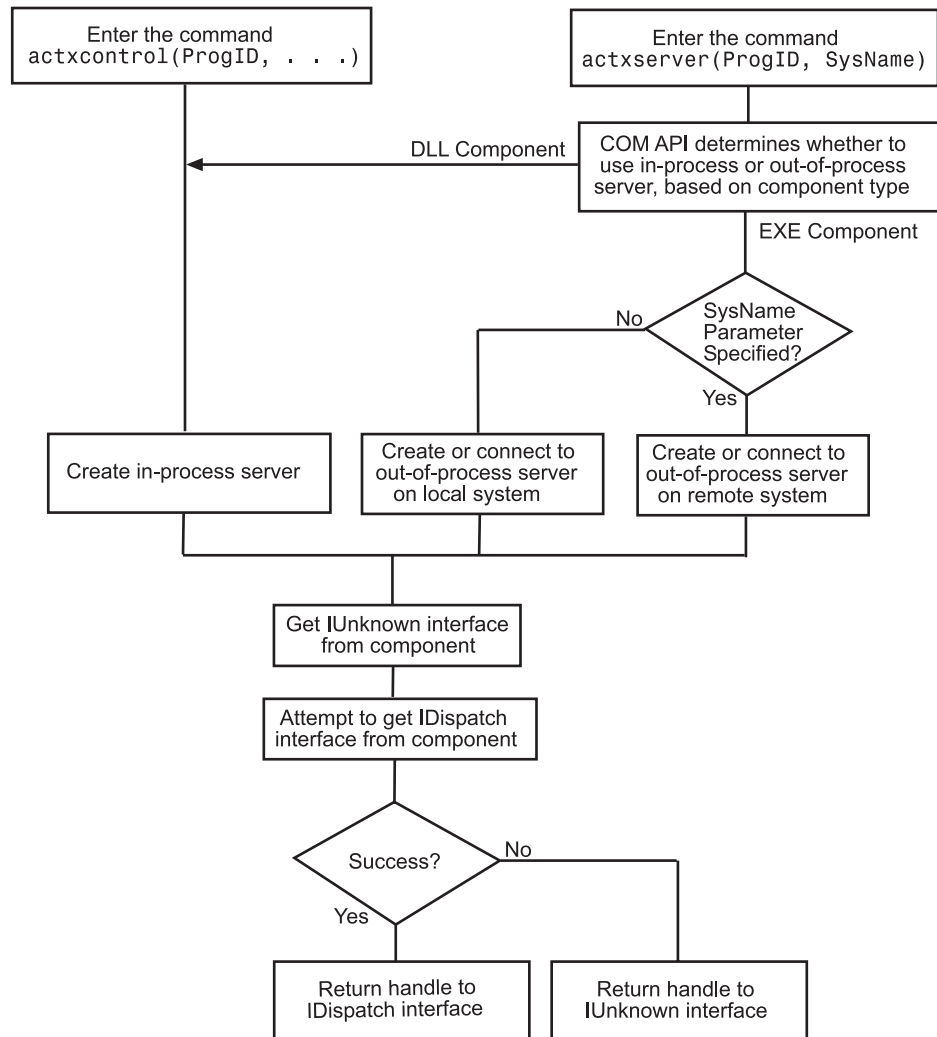 Enter the command
actxcontrol(ProgID, . . .)
Enter the command
actxserver(ProgID, SysName)
DLL Component
COM API determines whether to
use in-process or out-of-process
server, based on component type
EXE Component
No
SysName
Parameter
Specified?
Yes
Create in-process server
Create or connect to
out-of-process server
on local system
Create or connect to
out-of-process server
on remote system
Get IUnknown interface
from component
Attempt to get IDispatch
interface from component
Success?
No
Yes
Return handle to
IDispatch interface
Return handle to
IUnknown interface